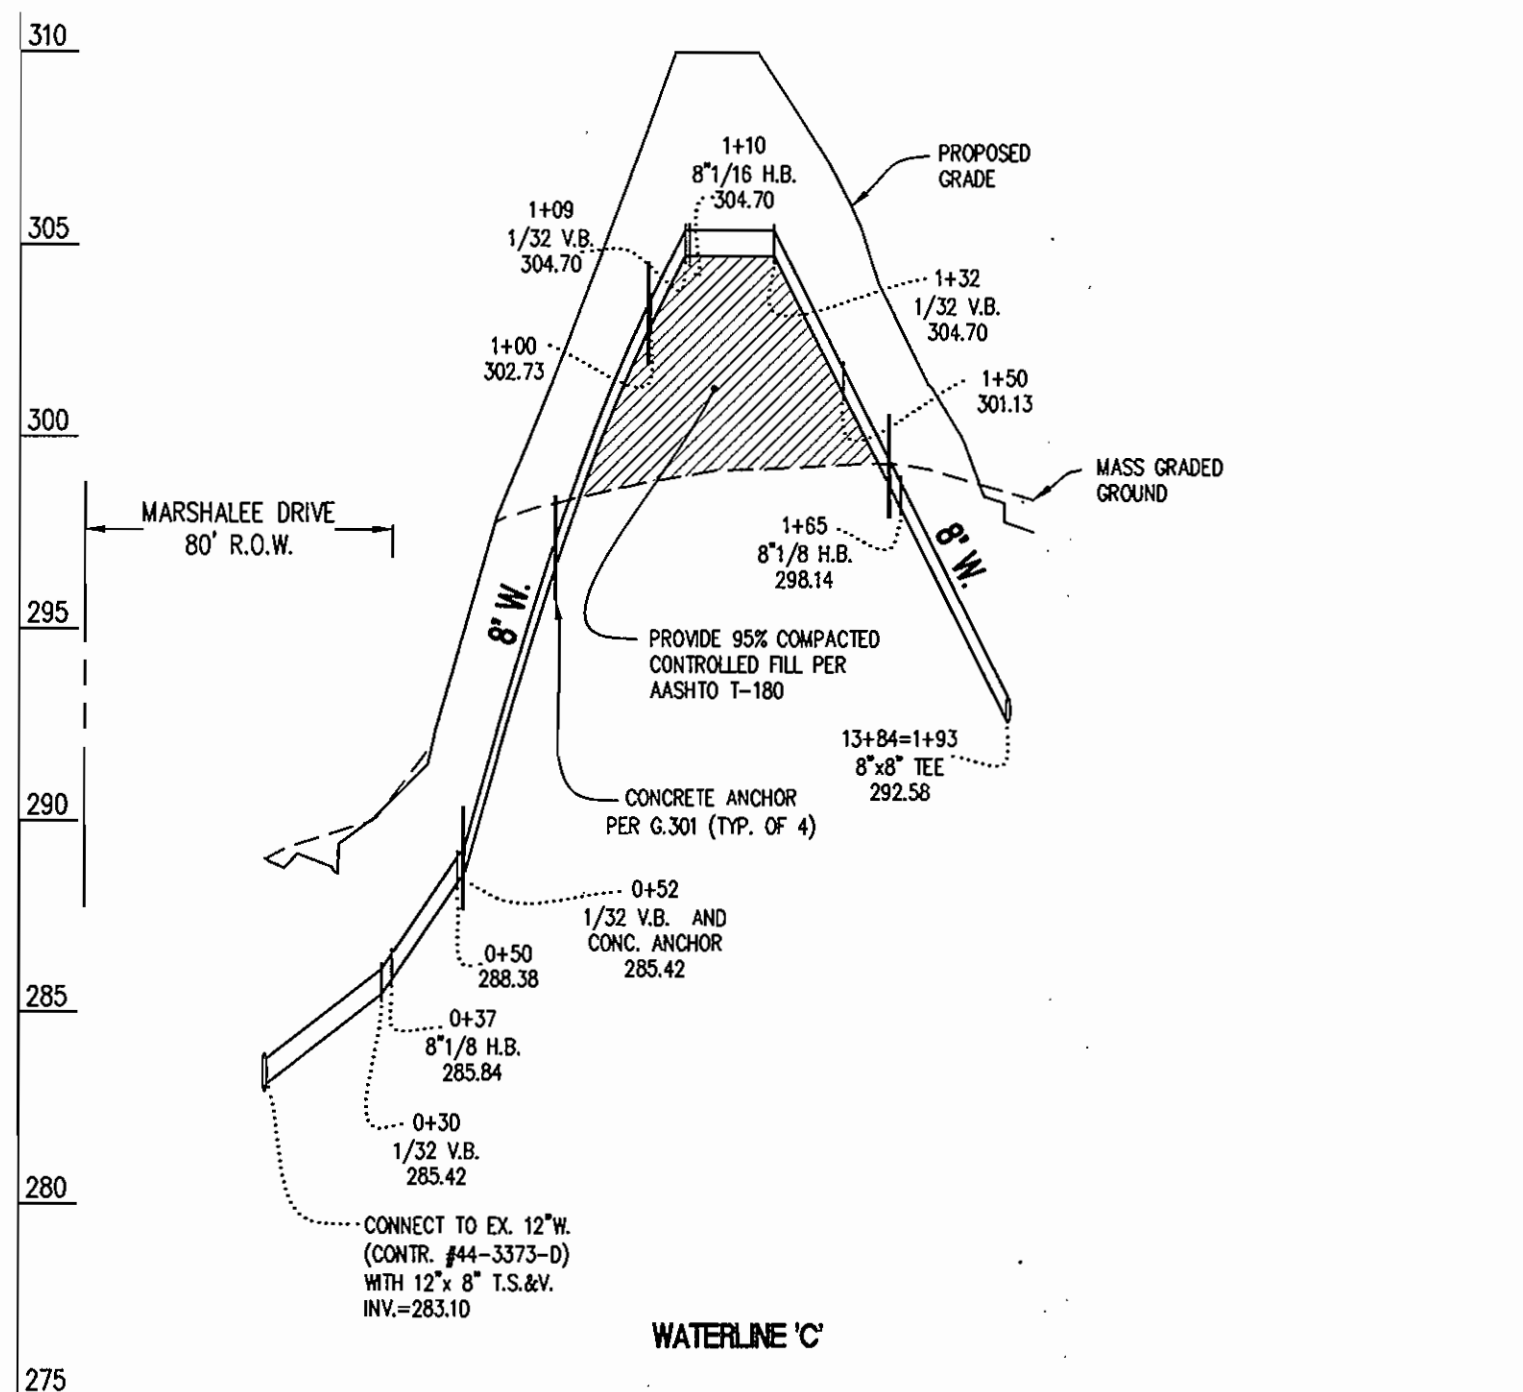 310
305
300
295
290
285
280
275
1+10
8"1/16 H.B.
304.70
PROPOSED
GRADE
1+09
1/32 V.B.
304.70
1+32
1/32 V.B.
304.70
1+00
302.73
1+50
301.13
MASS GRADED
GROUND
MARSHALEE DRIVE
80' R.O.W.
1+65
8"1/8 H.B.
298.14
8" W.
8" W.
PROVIDE 95% COMPACTED
CONTROLLED FILL PER
AASHTO T-180
13+84=1+93
8"x8" TEE
292.58
CONCRETE ANCHOR
PER G.301 (TYP. OF 4)
0+52
1/32 V.B. AND
CONC. ANCHOR
285.42
0+50
288.38
0+37
8"1/8 H.B.
285.84
0+30
1/32 V.B.
285.42
CONNECT TO EX. 12"W.
(CONTR. #44-3373-D)
WITH 12"x 8" T.S.&V.
INV.=283.10
WATERLINE 'C'